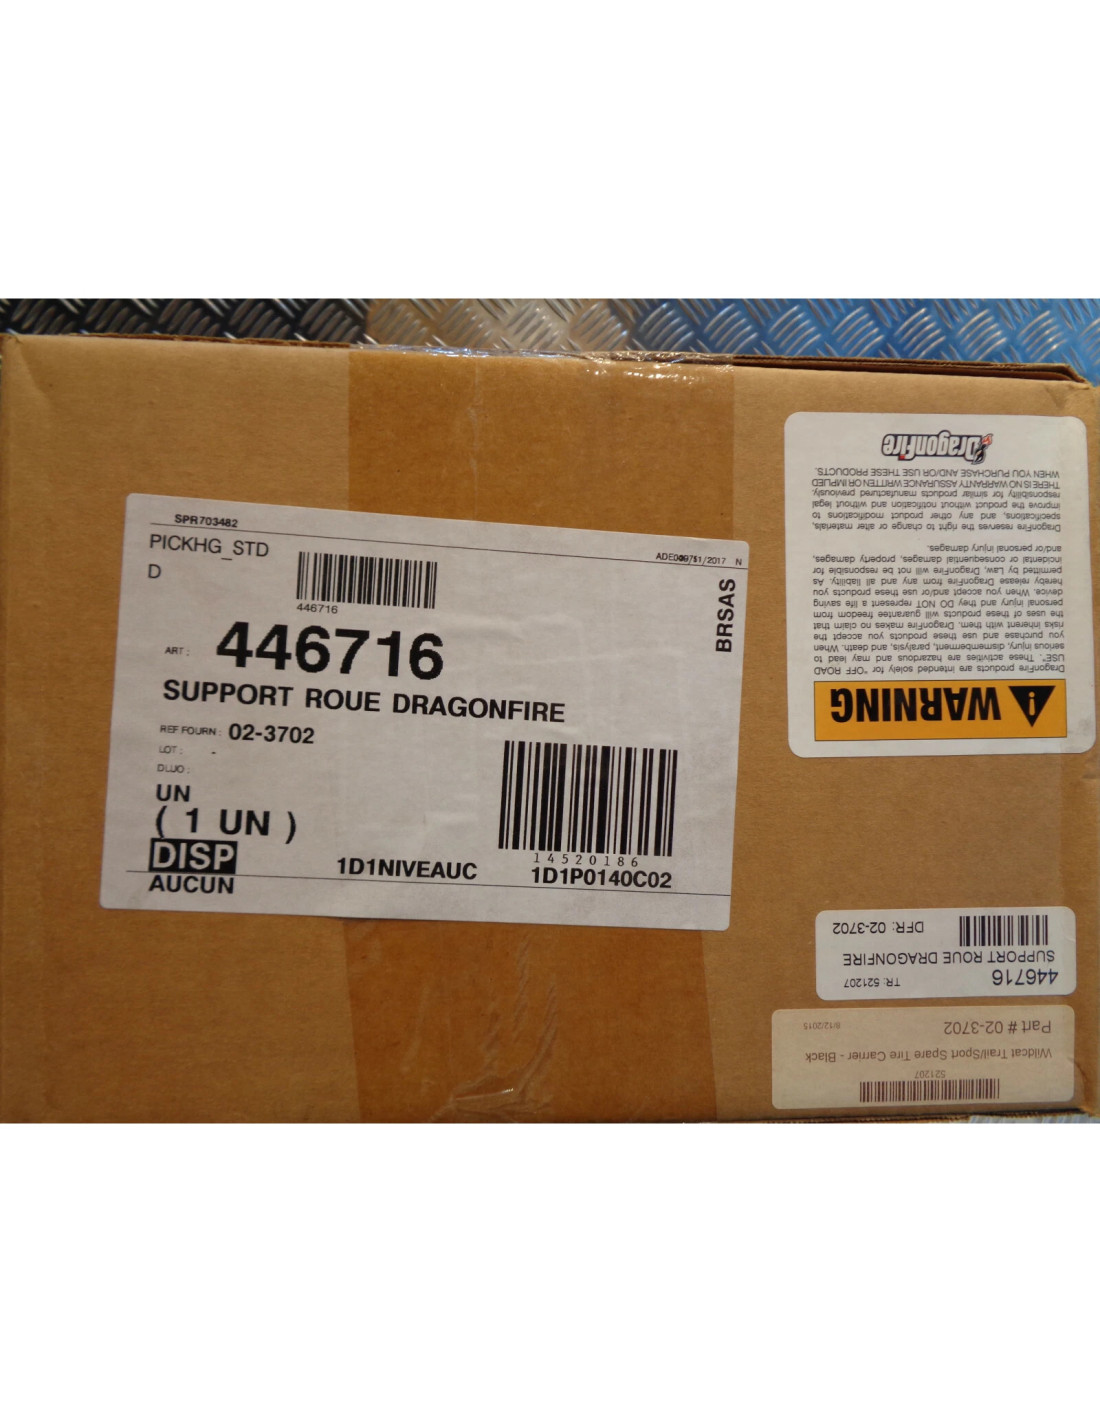 SPR703482
PICKHG_STD
D
446716
N
BRSAS
ART :
446716
SUPPORT ROUE DRAGONFIRE
REF FOURN : 02-3702
LOT : -
DLUO :
UN
( 1 UN )
DISP
AUCUN
1D1NIVEAUC
14520186
1D1P0140C02
WARNING
DragonFire products are intended solely for "OFF ROAD
USE". These activities are hazardous and may lead to
serious injury, dismemberment, paralysis, and death. When
you purchase and use these products you accept the
risks inherent with them. DragonFire makes no claim that
the uses of these products will guarantee freedom from
personal injury and they DO NOT represent a life saving
device. When you accept and/or use these products you
hereby release DragonFire from any and all liability. As
permitted by Law, DragonFire will not be responsible for
incidental or consequential damages, property damages,
and/or personal injury damages.
DragonFire reserves the right to change or alter materials,
specifications, and any other product modifications to
improve the product without notification and without legal
responsibility for similar products manufactured previously.
THERE IS NO WARRANTY ASSURANCE WRITTEN OR IMPLIED
WHEN YOU PURCHASE AND/OR USE THESE PRODUCTS.
DragonFire
446716 TR: 521207
SUPPORT ROUE DRAGONFIRE
DFR: 02-3702
521207
Wildcat Trail/Sport Spare Tire Carrier - Black
Part # 02-3702
8/12/2015